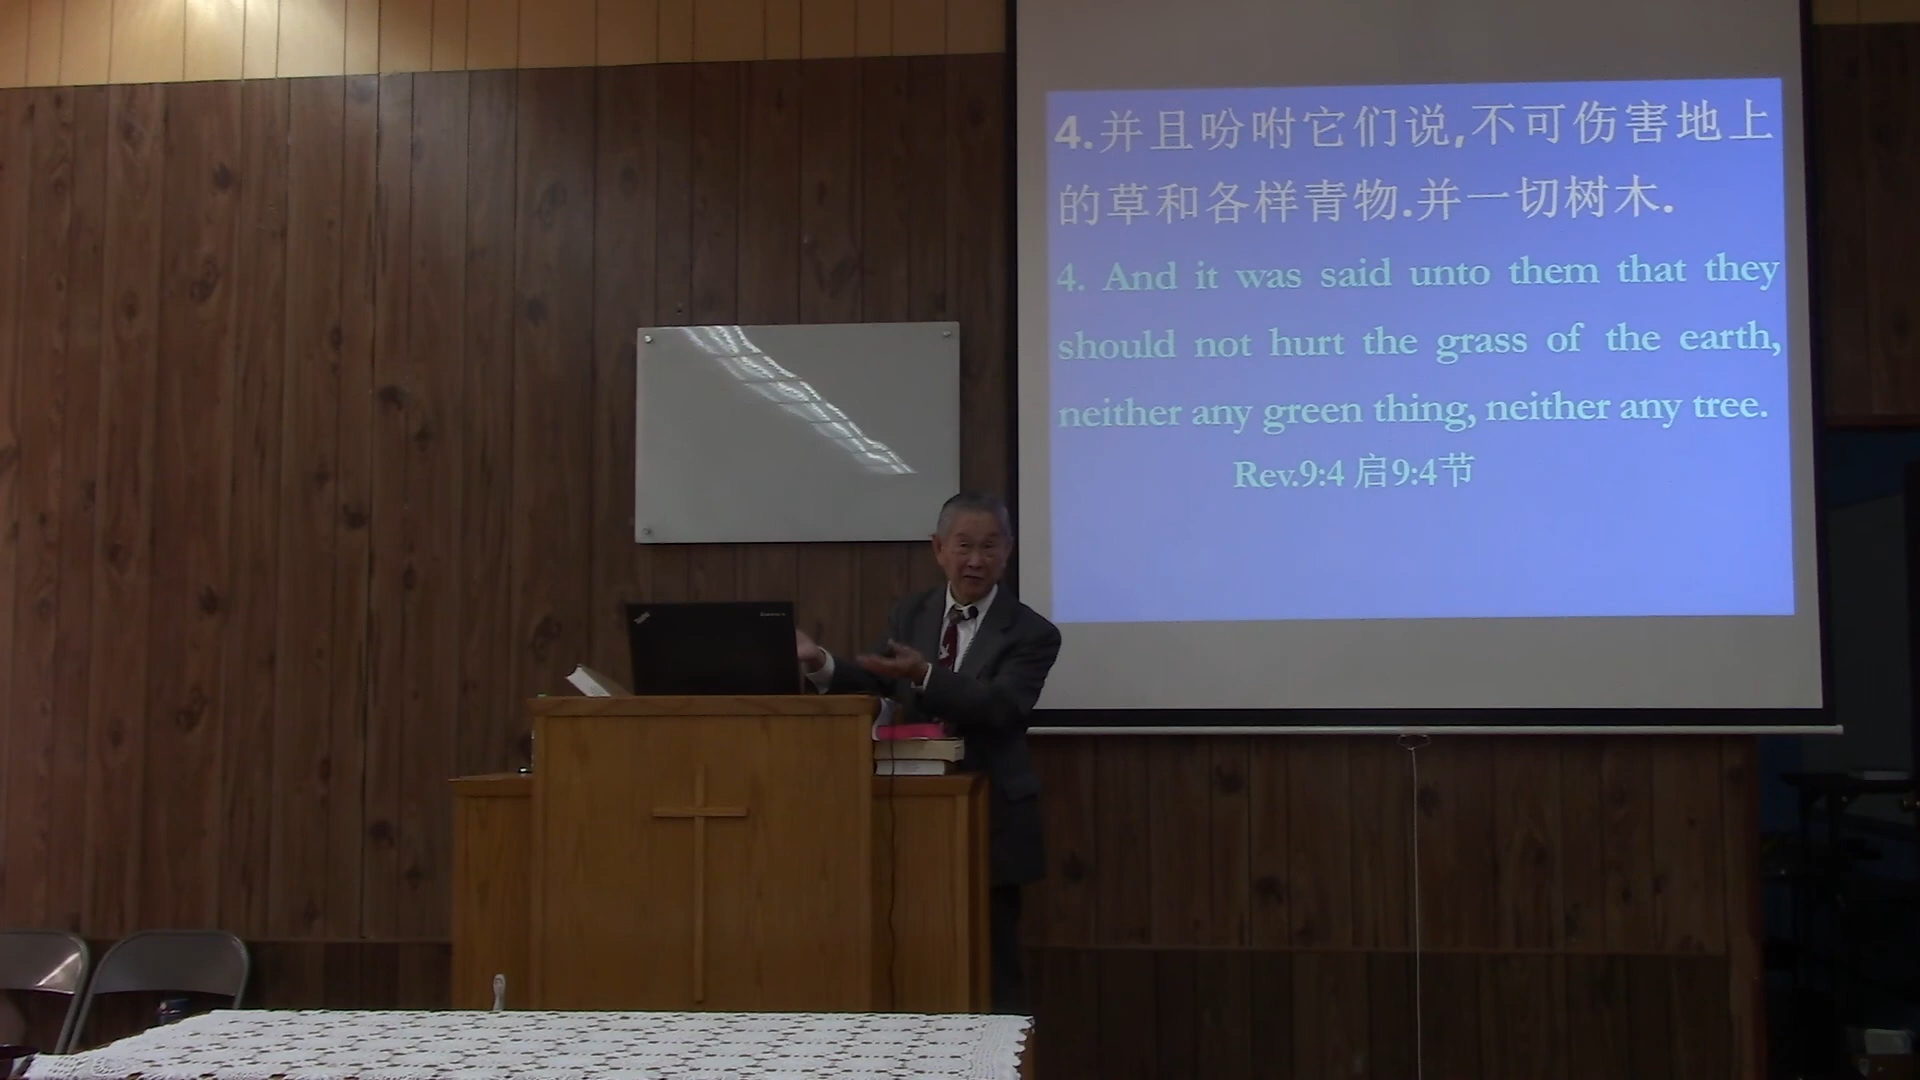 4.并且吩咐它们说,不可伤害地上
的草和各样青物.并一切树木.
4. And it was said unto them that they
should not hurt the grass of the earth,
neither any green thing, neither any tree.
Rev.9:4 启9:4节